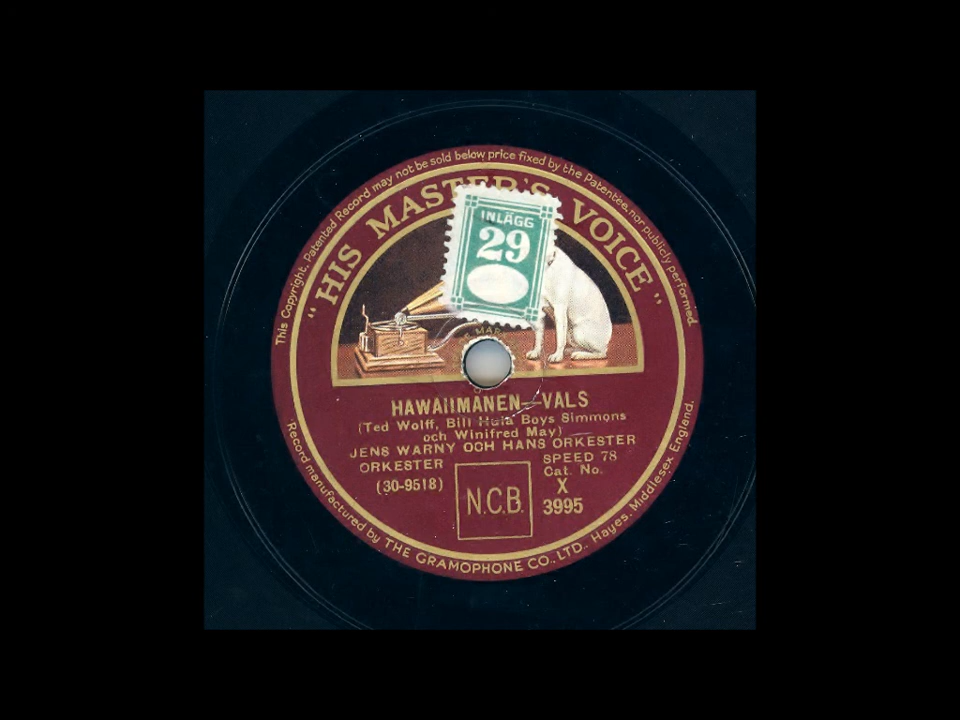 This Copyright. Patented Record may not be sold below price fixed by the Patentee, nor publicly performed.
"HIS MASTER'S VOICE"
INLÄGG
29
HAWAIIMÅNEN—VALS
(Ted Wolff, Bill Hula Boys Simmons
och Winifred May)
JENS WARNY OCH HANS ORKESTER
ORKESTER
SPEED 78
Cat. No.
(30-9518)
N.C.B.
X
3995
Record manufactured by THE GRAMOPHONE CO., LTD., Hayes, Middlesex, England.